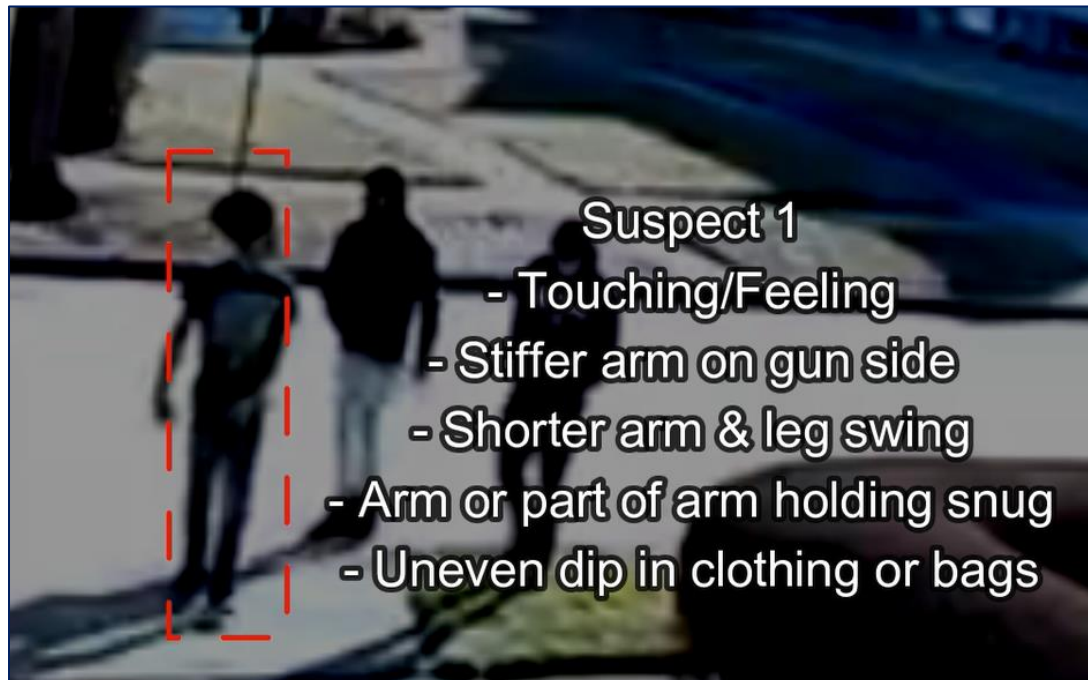 Suspect 1
- Touching/Feeling
- Stiffer arm on gun side
- Shorter arm & leg swing
- Arm or part of arm holding snug
- Uneven dip in clothing or bags